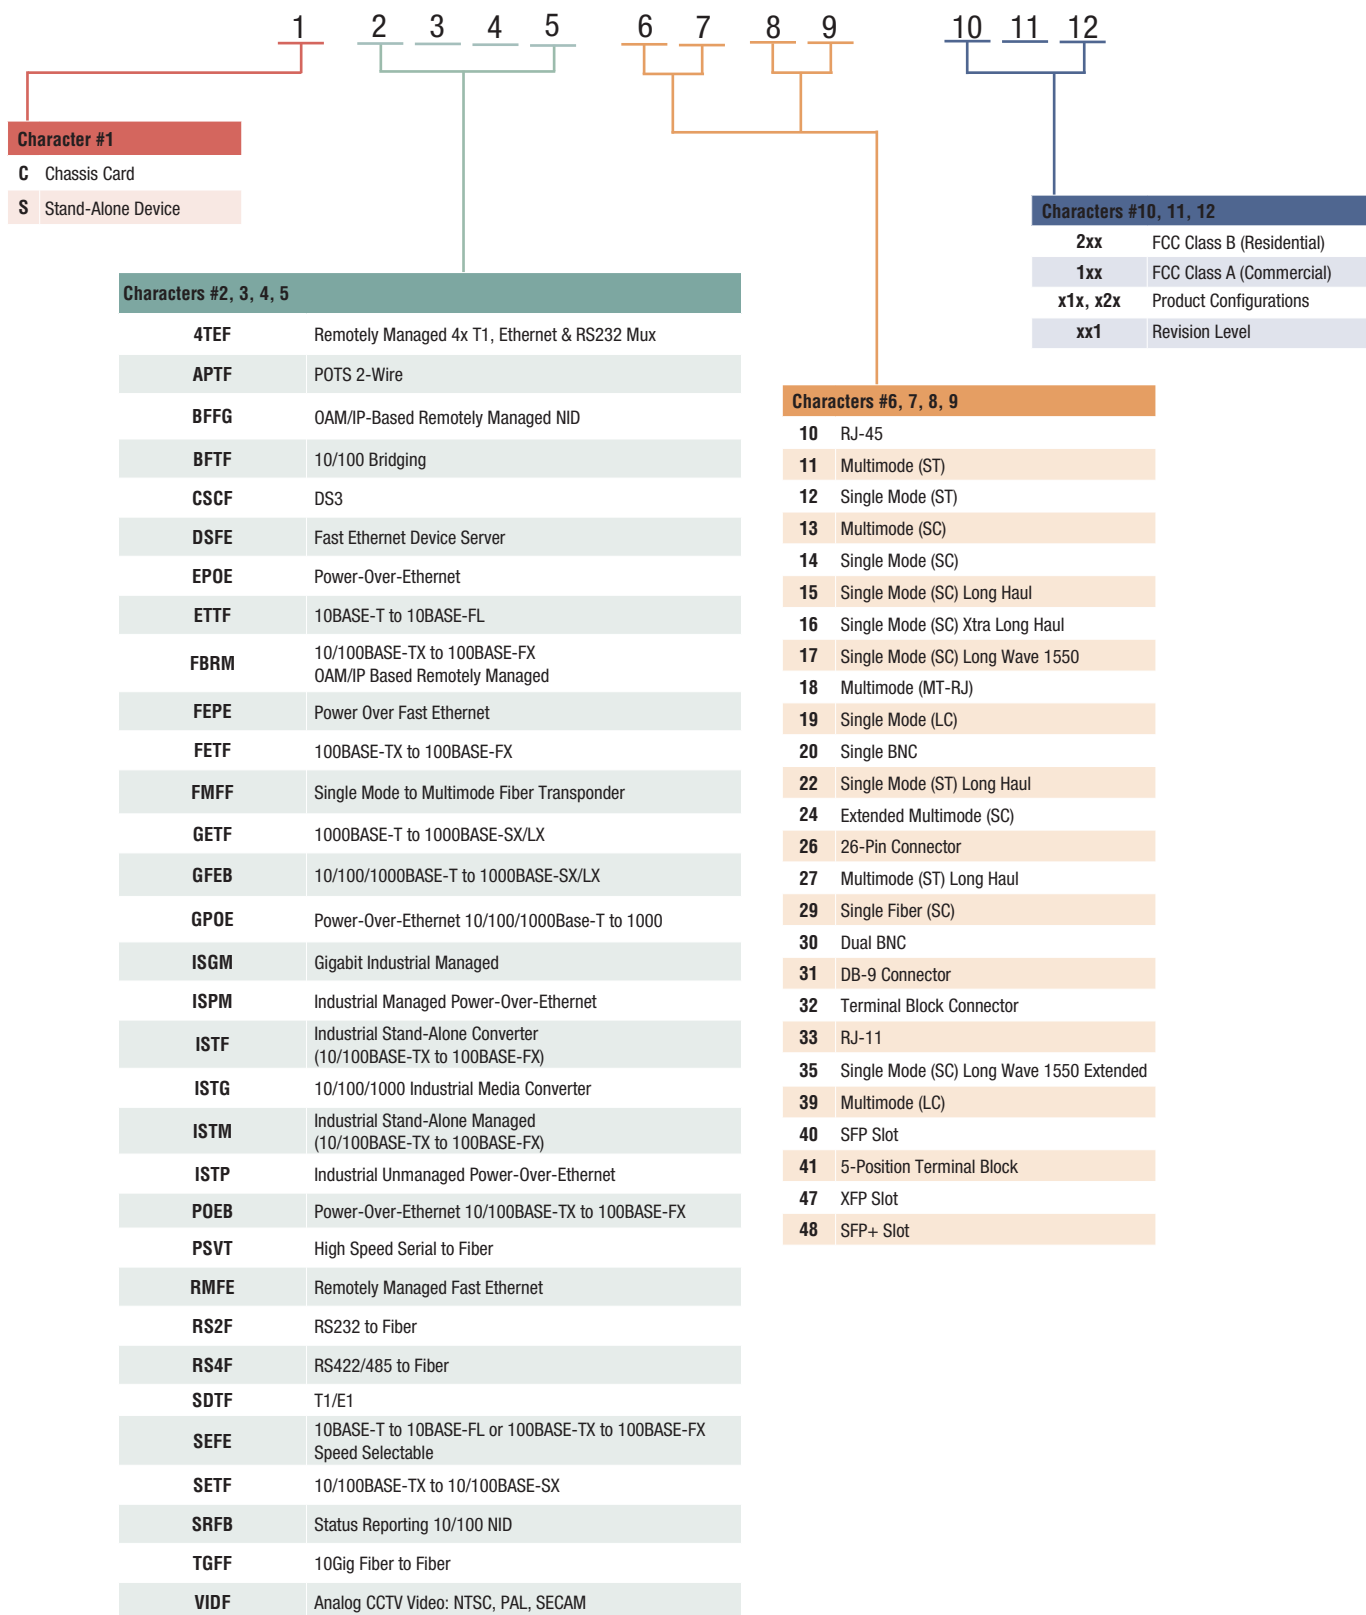 1 2 3 4 5 6 7 8 9 10 11 12
Character #1
C Chassis Card
S Stand-Alone Device
Characters #10, 11, 12
2xx FCC Class B (Residential)
1xx FCC Class A (Commercial)
x1x, x2x Product Configurations
xx1 Revision Level
Characters #2, 3, 4, 5
4TEF Remotely Managed 4x T1, Ethernet & RS232 Mux
APTF POTS 2-Wire
BFFG OAM/IP-Based Remotely Managed NID
BFTF 10/100 Bridging
CSCF DS3
DSFE Fast Ethernet Device Server
EPOE Power-Over-Ethernet
ETTF 10BASE-T to 10BASE-FL
FBRM 10/100BASE-TX to 100BASE-FX
OAM/IP Based Remotely Managed
FEPE Power Over Fast Ethernet
FETF 100BASE-TX to 100BASE-FX
FMFF Single Mode to Multimode Fiber Transponder
GETF 1000BASE-T to 1000BASE-SX/LX
GFEB 10/100/1000BASE-T to 1000BASE-SX/LX
GPOE Power-Over-Ethernet 10/100/1000Base-T to 1000
ISGM Gigabit Industrial Managed
ISPM Industrial Managed Power-Over-Ethernet
ISTF Industrial Stand-Alone Converter
(10/100BASE-TX to 100BASE-FX)
ISTG 10/100/1000 Industrial Media Converter
ISTM Industrial Stand-Alone Managed
(10/100BASE-TX to 100BASE-FX)
ISTP Industrial Unmanaged Power-Over-Ethernet
POEB Power-Over-Ethernet 10/100BASE-TX to 100BASE-FX
PSVT High Speed Serial to Fiber
RMFE Remotely Managed Fast Ethernet
RS2F RS232 to Fiber
RS4F RS422/485 to Fiber
SDTF T1/E1
SEFE 10BASE-T to 10BASE-FL or 100BASE-TX to 100BASE-FX
Speed Selectable
SETF 10/100BASE-TX to 10/100BASE-SX
SRFB Status Reporting 10/100 NID
TGFF 10Gig Fiber to Fiber
VIDF Analog CCTV Video: NTSC, PAL, SECAM
Characters #6, 7, 8, 9
10 RJ-45
11 Multimode (ST)
12 Single Mode (ST)
13 Multimode (SC)
14 Single Mode (SC)
15 Single Mode (SC) Long Haul
16 Single Mode (SC) Xtra Long Haul
17 Single Mode (SC) Long Wave 1550
18 Multimode (MT-RJ)
19 Single Mode (LC)
20 Single BNC
22 Single Mode (ST) Long Haul
24 Extended Multimode (SC)
26 26-Pin Connector
27 Multimode (ST) Long Haul
29 Single Fiber (SC)
30 Dual BNC
31 DB-9 Connector
32 Terminal Block Connector
33 RJ-11
35 Single Mode (SC) Long Wave 1550 Extended
39 Multimode (LC)
40 SFP Slot
41 5-Position Terminal Block
47 XFP Slot
48 SFP+ Slot